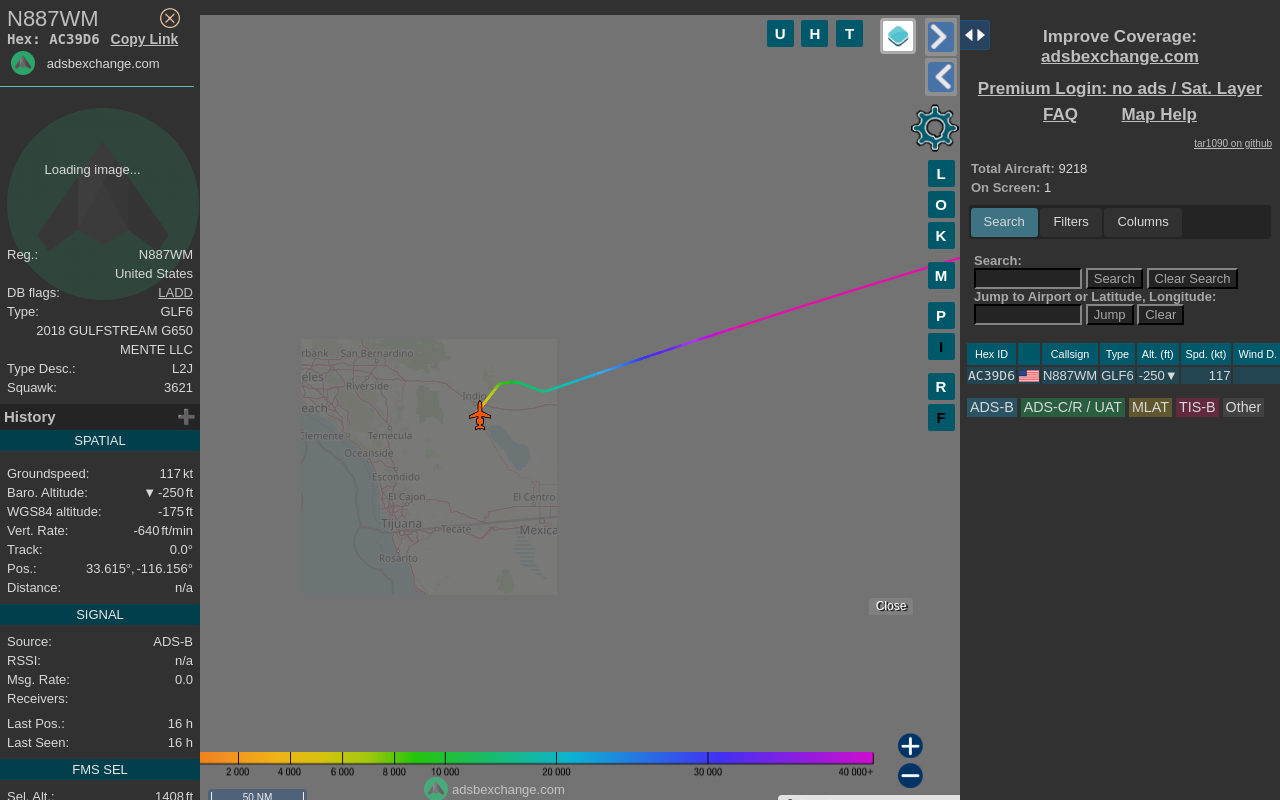 N887WM
Hex: AC39D6 Copy Link
adsbexchange.com
Loading image...
Reg.: N887WM
United States
DB flags: LADD
Type: GLF6
2018 GULFSTREAM G650
MENTE LLC
Type Desc.: L2J
Squawk: 3621
History
SPATIAL
Groundspeed: 117 kt
Baro. Altitude: ▼ -250 ft
WGS84 altitude: -175 ft
Vert. Rate: -640 ft/min
Track: 0.0°
Pos.: 33.615°, -116.156°
Distance: n/a
SIGNAL
Source: ADS-B
RSSI: n/a
Msg. Rate: 0.0
Receivers:
Last Pos.: 16 h
Last Seen: 16 h
FMS SEL
Sel. Alt.: 1408 ft
U H T
L
O
K
M
P
I
R
F
rbank San Bernardino
eles
Riverside
each
Indio
Clemente
Temecula
Oceanside
Escondido
El Cajon
El Centro
Tijuana
Tecate
Mexica
Rosarito
Close
2 000 4 000 6 000 8 000 10 000 20 000 30 000 40 000+
adsbexchange.com
50 NM
Improve Coverage:
adsbexchange.com
Premium Login: no ads / Sat. Layer
FAQ Map Help
tar1090 on github
Total Aircraft: 9218
On Screen: 1
Search Filters Columns
Search:
Search Clear Search
Jump to Airport or Latitude, Longitude:
Jump Clear
Hex ID Callsign Type Alt. (ft) Spd. (kt) Wind D.
AC39D6 N887WM GLF6 -250▼ 117
ADS-B ADS-C/R / UAT MLAT TIS-B Other